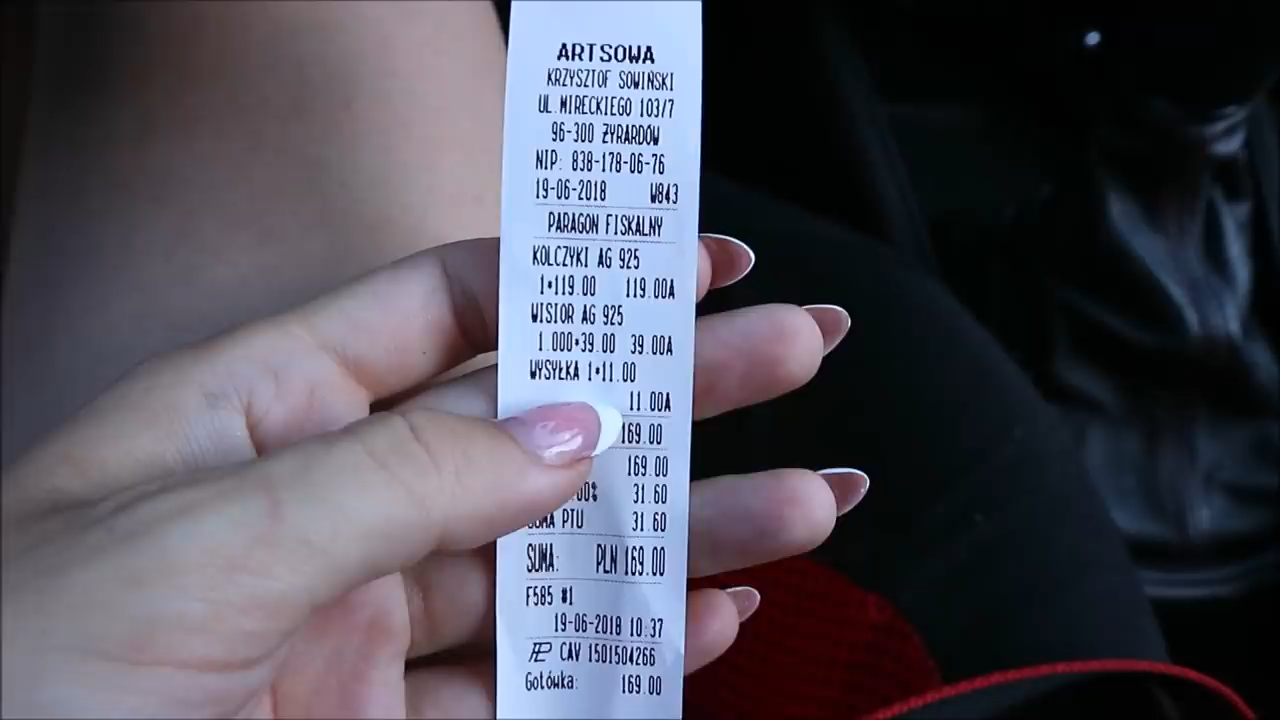 ARTSOWA
KRZYSZTOF SOWIŃSKI
UL.MIRECKIEGO 103/7
96-300 ŻYRARDÓW
NIP: 838-178-06-76
19-06-2018 W843
PARAGON FISKALNY
KOLCZYKI AG 925
1*119.00 119.00A
WISIOR AG 925
1.000*39.00 39.00A
WYSYŁKA 1*11.00
11.00A
169.00
169.00
31.60
PTU 31.60
SUMA: PLN 169.00
F585 #1
19-06-2018 10:37
CAV 1501504266
Gotówka: 169.00